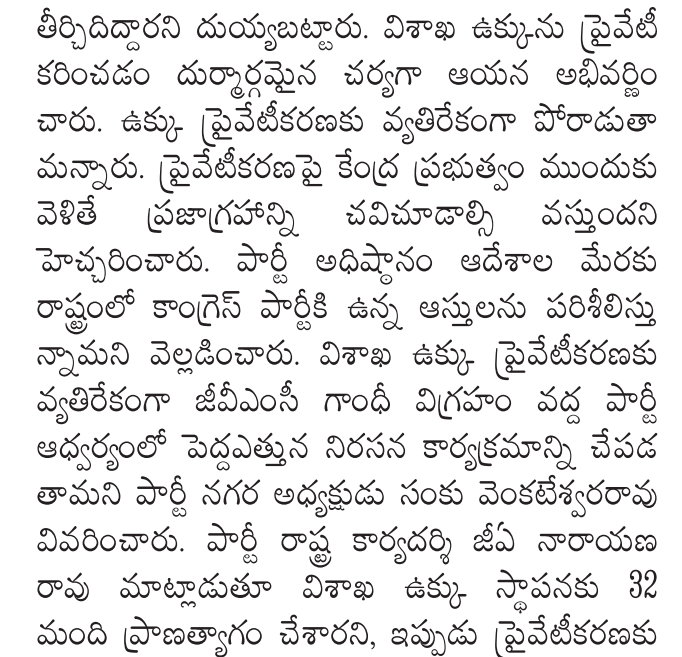 తీర్చిదిద్దారని దుయ్యబట్టారు. విశాఖ ఉక్కును ప్రైవేటీ
కరించడం దుర్మార్గమైన చర్యగా ఆయన అభివర్ణిం
చారు. ఉక్కు ప్రైవేటీకరణకు వ్యతిరేకంగా పోరాడుతా
మన్నారు. ప్రైవేటీకరణపై కేంద్ర ప్రభుత్వం ముందుకు
వెళితే ప్రజాగ్రహాన్ని చవిచూడాల్సి వస్తుందని
హెచ్చరించారు. పార్టీ అధిష్ఠానం ఆదేశాల మేరకు
రాష్ట్రంలో కాంగ్రెస్ పార్టీకి ఉన్న ఆస్తులను పరిశీలిస్తు
న్నామని వెల్లడించారు. విశాఖ ఉక్కు ప్రైవేటీకరణకు
వ్యతిరేకంగా జీవీఎంసీ గాంధీ విగ్రహం వద్ద పార్టీ
ఆధ్వర్యంలో పెద్దఎత్తున నిరసన కార్యక్రమాన్ని చేపడ
తామని పార్టీ నగర అధ్యక్షుడు సంకు వెంకటేశ్వరరావు
వివరించారు. పార్టీ రాష్ట్ర కార్యదర్శి జీఏ నారాయణ
రావు మాట్లాడుతూ విశాఖ ఉక్కు స్థాపనకు 32
మంది ప్రాణత్యాగం చేశారని, ఇప్పుడు ప్రైవేటీకరణకు